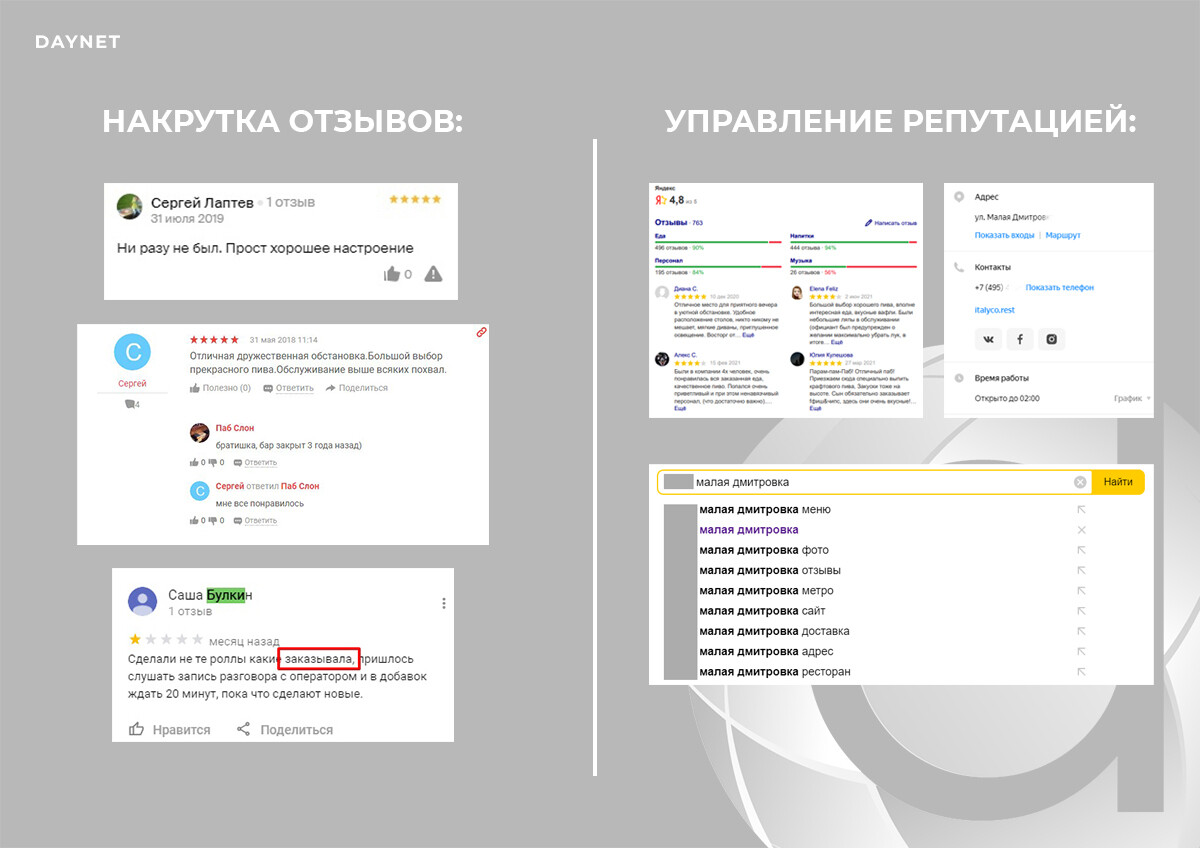 DAYNET
НАКРУТКА ОТЗЫВОВ:
Сергей Лаптев • 1 отзыв
31 июля 2019
Ни разу не был. Прост хорошее настроение
0
С
Сергей
4
31 мая 2018 11:14
Отличная дружественная обстановка.Большой выбор
прекрасного пива.Обслуживание выше всяких похвал.
Полезно (0) Ответить Поделиться
Паб Слон
братишка, бар закрыт 3 года назад)
0 0 Ответить
С
Сергей ответил Паб Слон
мне все понравилось
0 0 Ответить
Саша Булкин
1 отзыв
месяц назад
Сделали не те роллы какие заказывала, пришлось
слушать запись разговора с оператором и в добавок
ждать 20 минут, пока что сделают новые.
Нравится Поделиться
УПРАВЛЕНИЕ РЕПУТАЦИЕЙ:
Яндекс
Я 4,8 из 5
Отзывы · 763 Написать отзыв
Еда
496 отзывов · 90%
Напитки
444 отзыва · 94%
Персонал
195 отзывов · 84%
Музыка
26 отзывов · 56%
Диана С.
10 дек 2020
Отличное место для приятного вечера
в уютной обстановке. Удобное
расположение столов, никто никому не
мешает, мягкие диваны, приглушенное
освещение. Восторг от... Ещё
Elena Feliz
2 июн 2021
Большой выбор хорошего пива, вполне
интересная еда, вкусные вафли. Были
небольшие ляпы в обслуживании
(официант был предупрежден о
желании максимально убрать лук, в
итоге... Ещё
Алекс С.
15 фев 2021
Были в компании 4х человек, очень
понравилось все заказанная еда,
качественное пиво. Попался очень
приветливый и при этом ненавязчивый
персонал, (что достаточно важно)....
Ещё
Юлия Кулешова
27 мар 2021
Парам-пам-Паб! Отличный паб!
Приезжаем сюда специально выпить
крафтового пива, Закуски тоже на
высоте. Сами обязательно заказывает
fish&chips, здесь они очень вкусные!...
Ещё
Адрес
ул. Малая Дмитровк
Показать входы | Маршрут
Контакты
+7 (495) Показать телефон
italyco.rest
Время работы
Открыто до 02:00 График
малая дмитровка Найти
малая дмитровка меню
малая дмитровка
малая дмитровка фото
малая дмитровка отзывы
малая дмитровка метро
малая дмитровка сайт
малая дмитровка доставка
малая дмитровка адрес
малая дмитровка ресторан